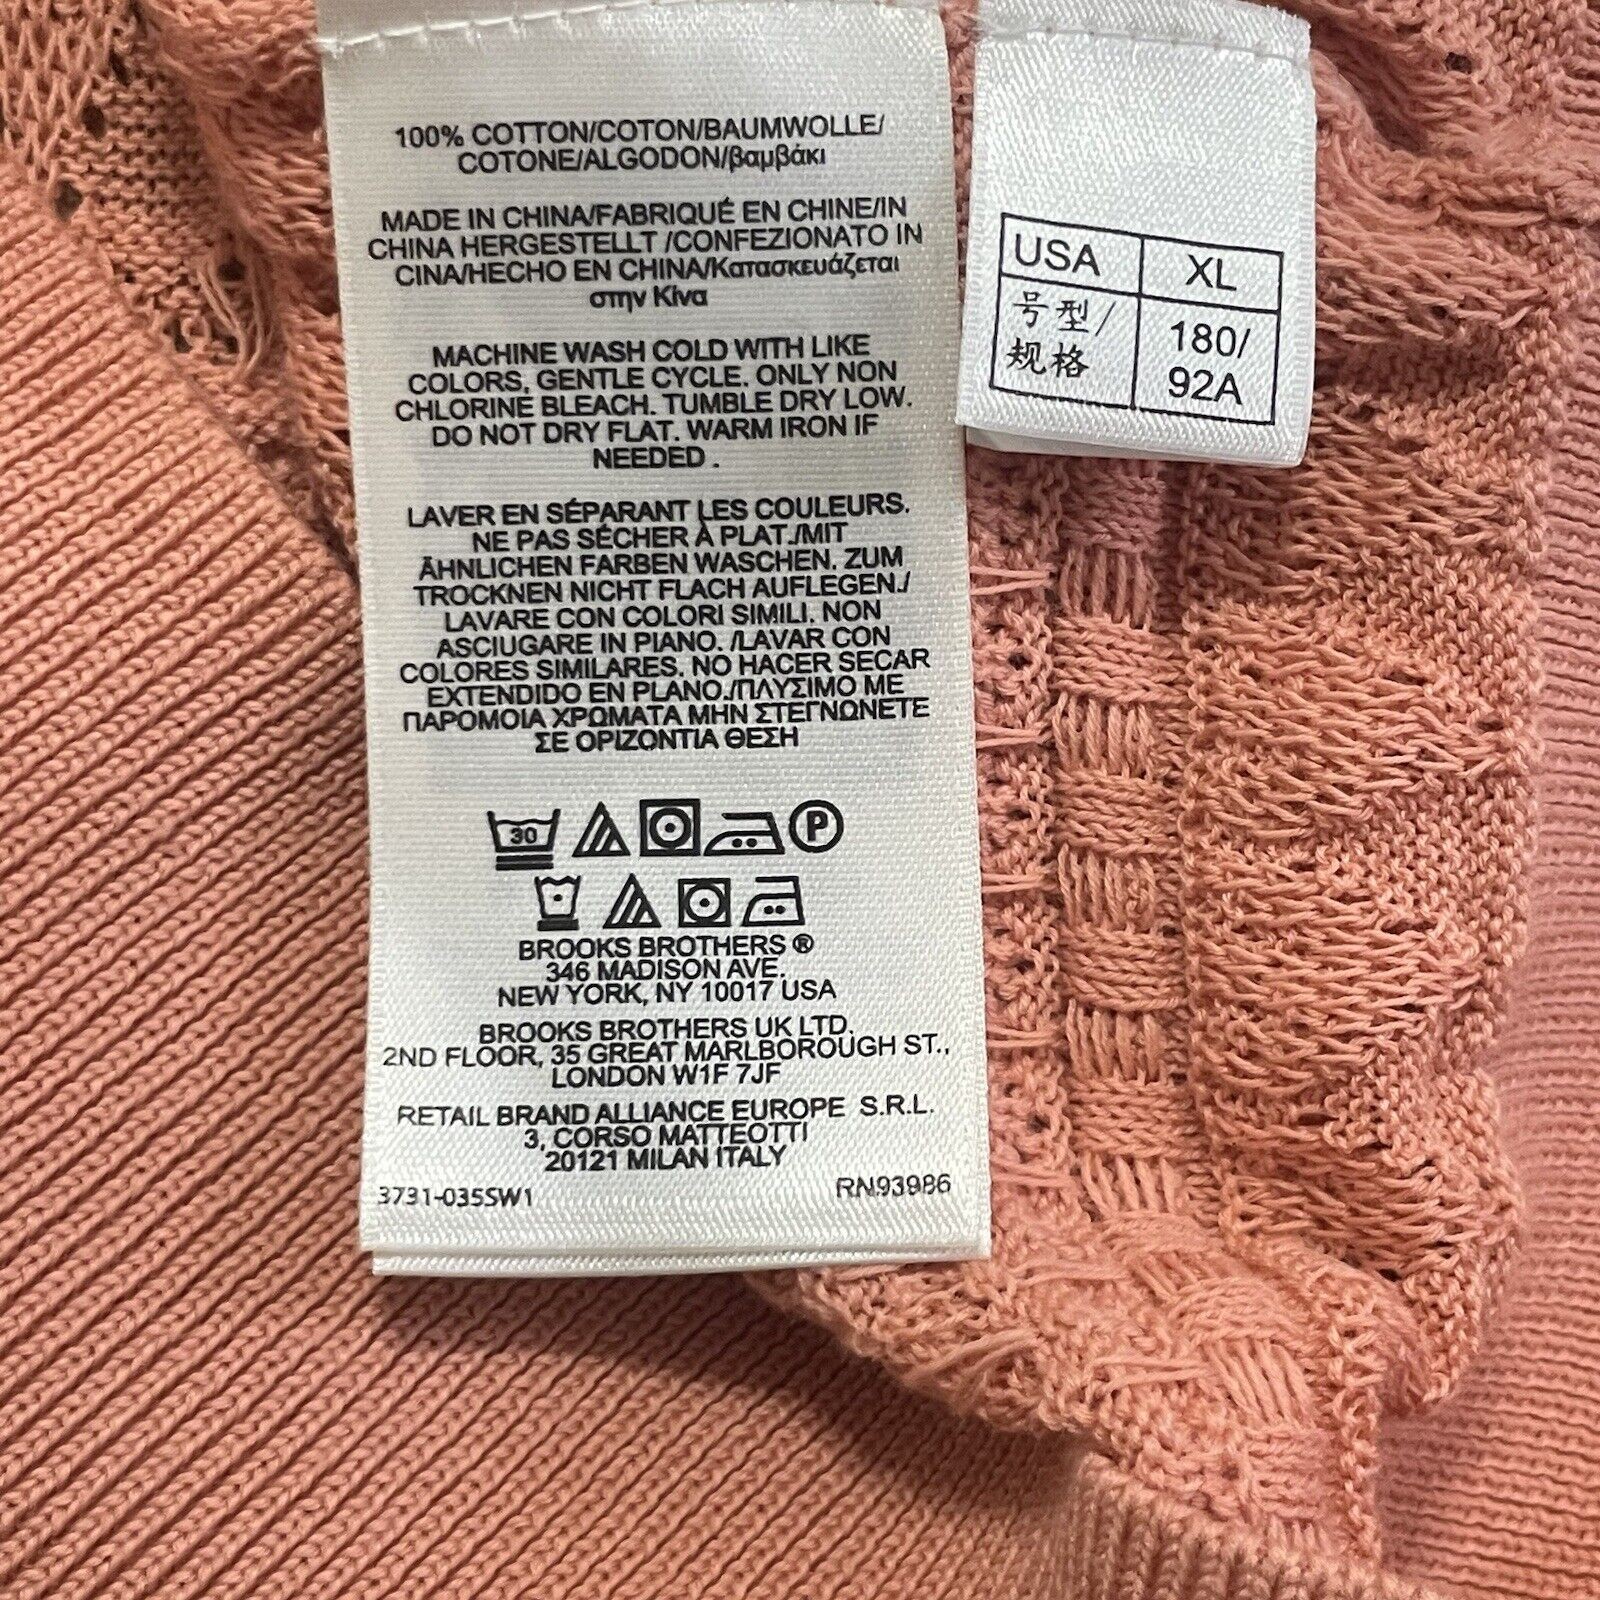 100% COTTON/COTON/BAUMWOLLE/
COTONE/ALGODON/βαμβάκι
MADE IN CHINA/FABRIQUÉ EN CHINE/IN
CHINA HERGESTELLT /CONFEZIONATO IN
CINA/HECHO EN CHINA/Κατασκευάζεται
στην Κίνα
MACHINE WASH COLD WITH LIKE
COLORS, GENTLE CYCLE. ONLY NON
CHLORINE BLEACH. TUMBLE DRY LOW.
DO NOT DRY FLAT. WARM IRON IF
NEEDED .
LAVER EN SÉPARANT LES COULEURS.
NE PAS SÉCHER À PLAT./MIT
ÄHNLICHEN FARBEN WASCHEN. ZUM
TROCKNEN NICHT FLACH AUFLEGEN./
LAVARE CON COLORI SIMILI. NON
ASCIUGARE IN PIANO. /LAVAR CON
COLORES SIMILARES. NO HACER SECAR
EXTENDIDO EN PLANO./ΠΛΥΣΙΜΟ ΜΕ
ΠΑΡΟΜΟΙΑ ΧΡΩΜΑΤΑ ΜΗΝ ΣΤΕΓΝΩΝΕΤΕ
ΣΕ ΟΡΙΖΟΝΤΙΑ ΘΕΣΗ
30 P
BROOKS BROTHERS ®
346 MADISON AVE.
NEW YORK, NY 10017 USA
BROOKS BROTHERS UK LTD.
2ND FLOOR, 35 GREAT MARLBOROUGH ST.,
LONDON W1F 7JF
RETAIL BRAND ALLIANCE EUROPE S.R.L.
3, CORSO MATTEOTTI
20121 MILAN ITALY
3731-035SW1 RN93986
USA XL
号型/ 180/
规格 92A